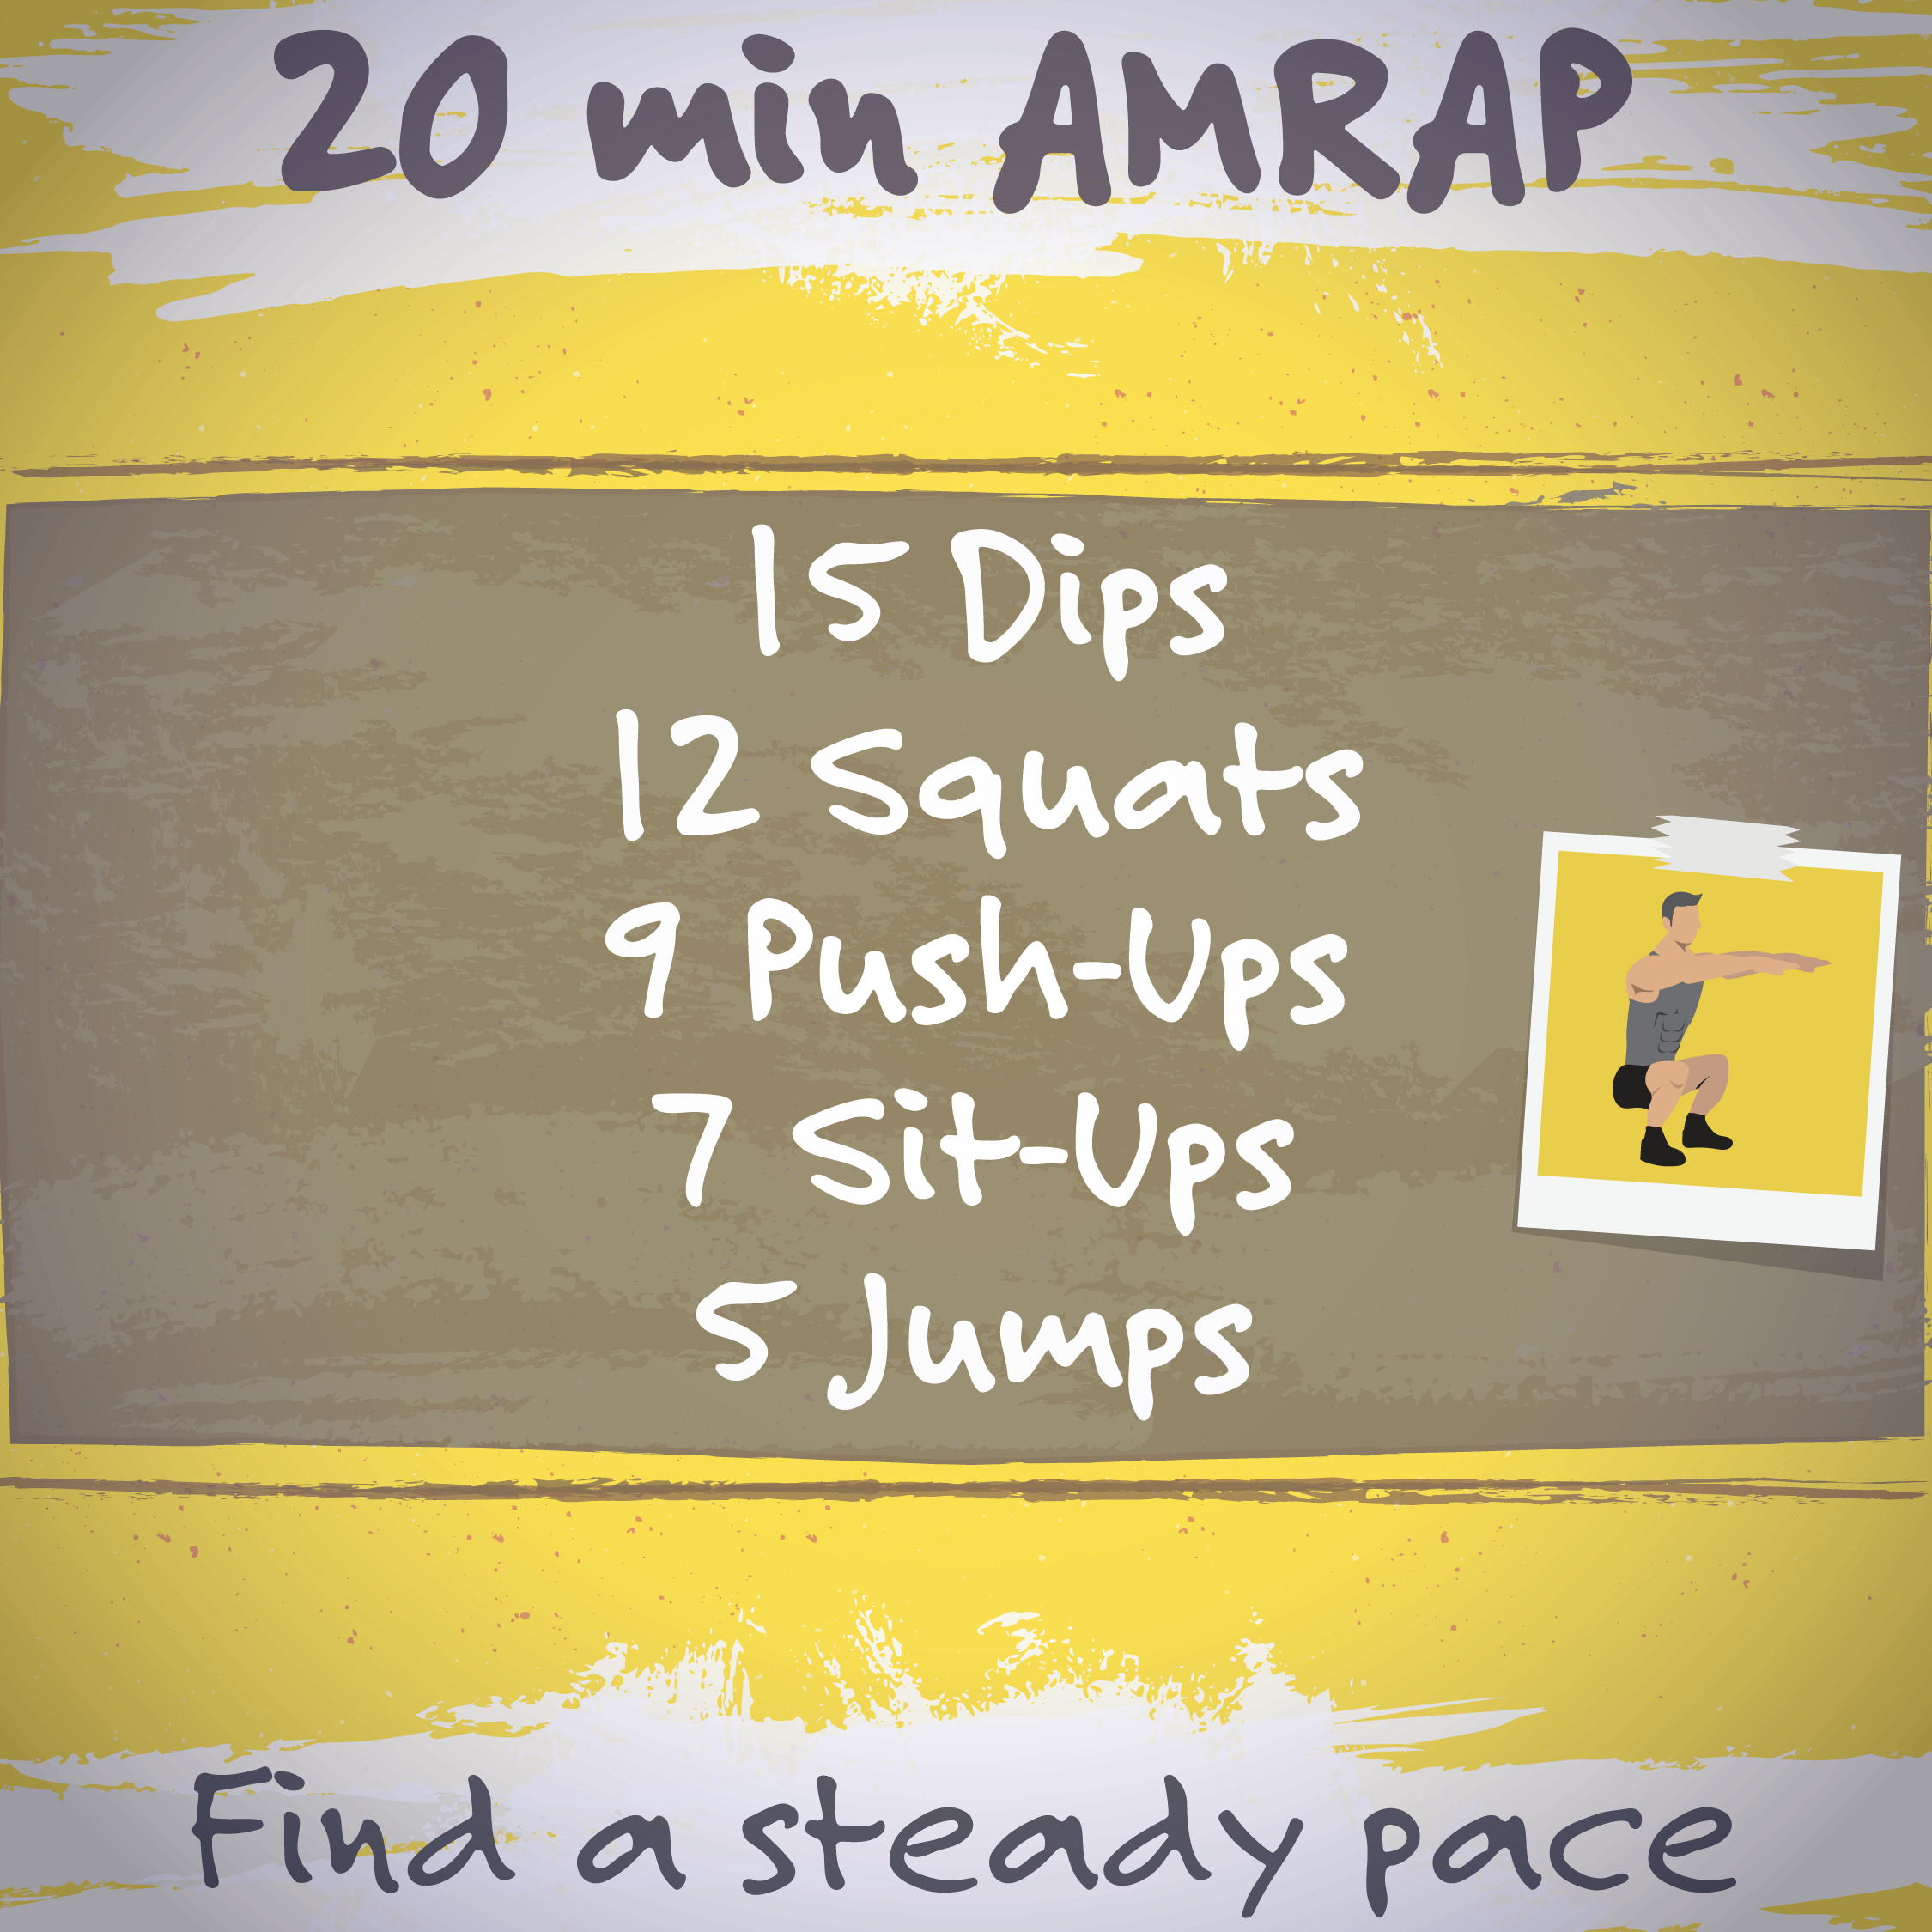 20 min AMRAP
15 Dips
12 Squats
9 Push-Ups
7 Sit-Ups
5 Jumps
Find a steady pace